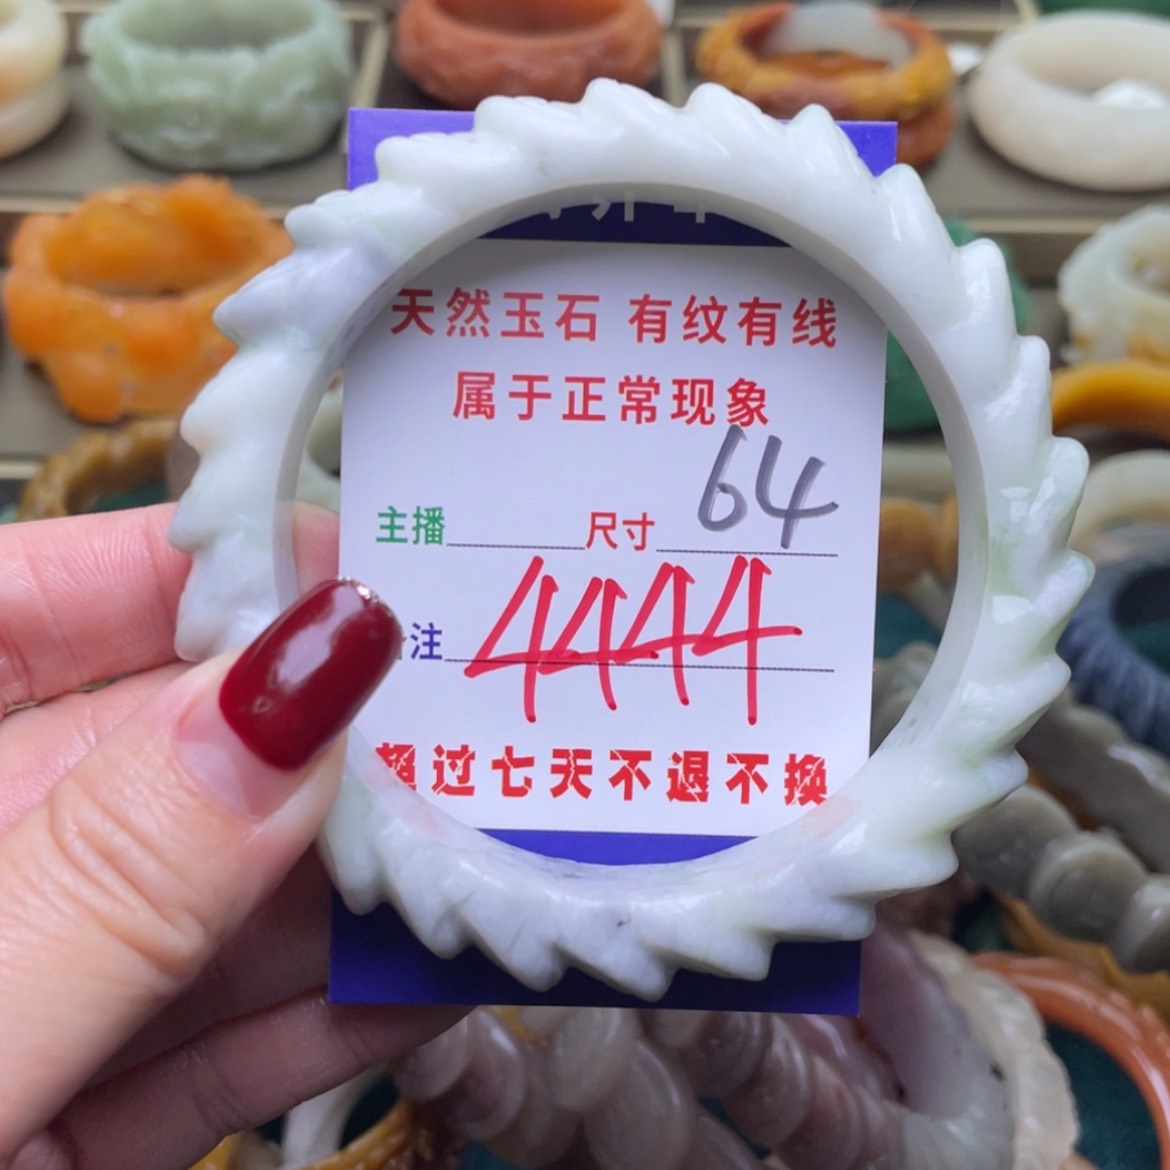 天然玉石 有纹有线
属于正常现象
主播 尺寸 64
注 4444
超过七天不退不换